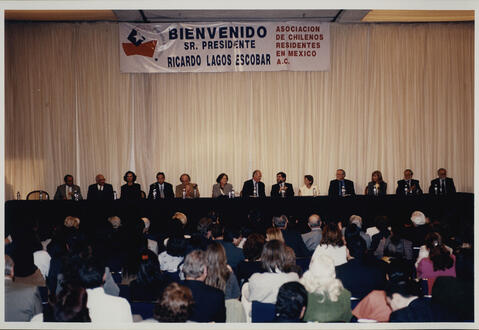 BIENVENIDO
SR. PRESIDENTE
RICARDO LAGOS ESCOBAR
ASOCIACION
DE CHILENOS
RESIDENTES
EN MEXICO
A.C.